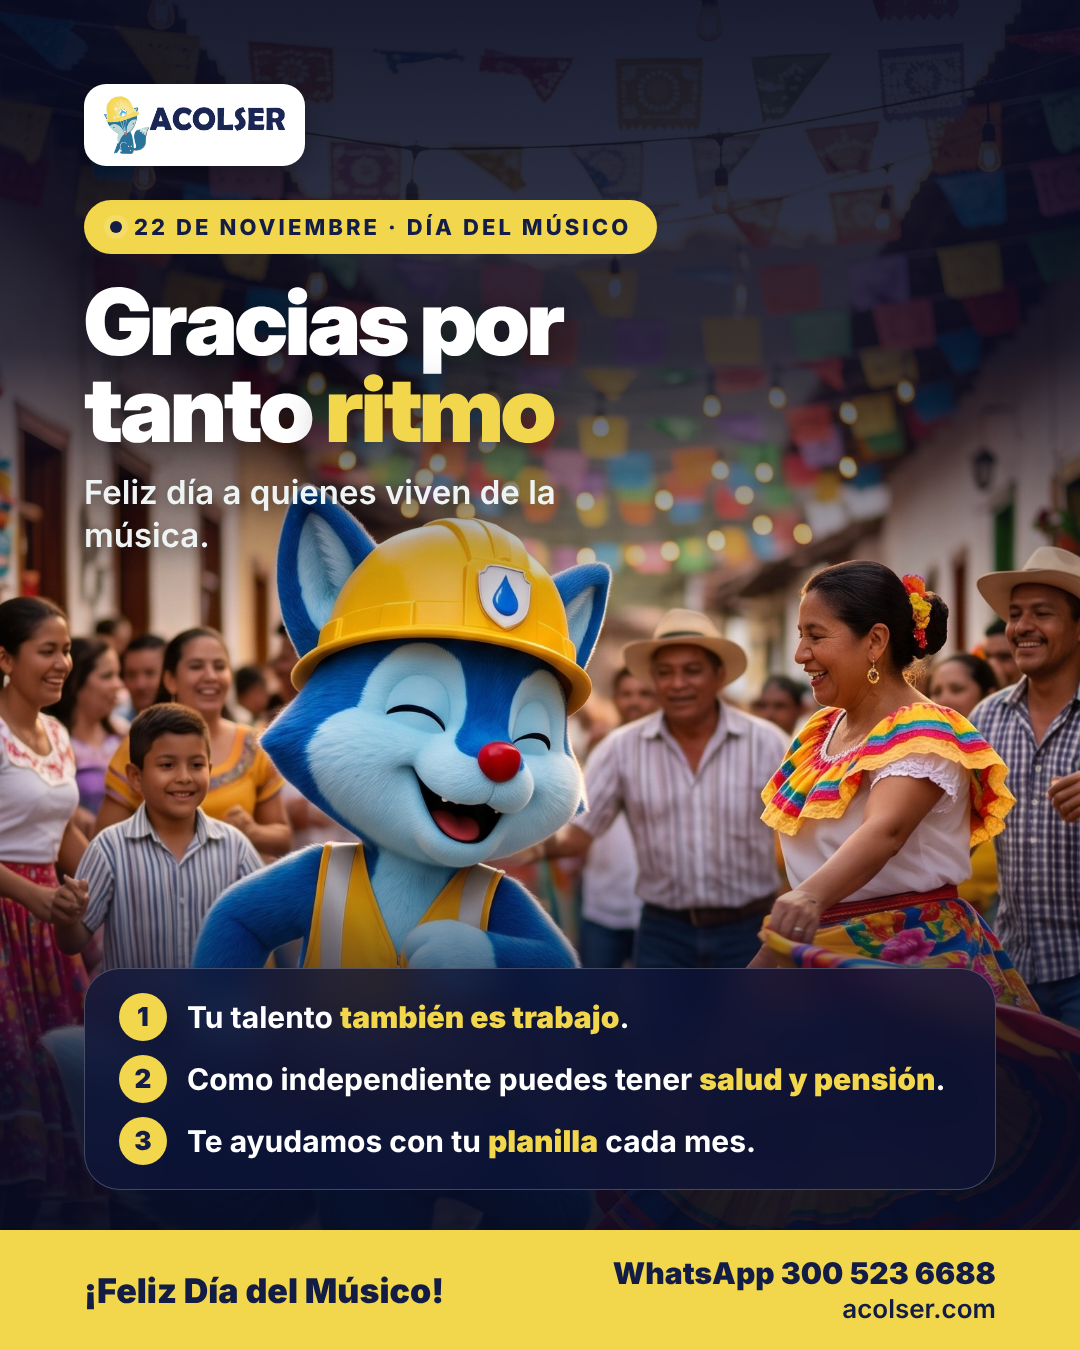 ACOLSER
22 DE NOVIEMBRE · DÍA DEL MÚSICO
Gracias por
tanto ritmo
Feliz día a quienes viven de la
música.
1 Tu talento también es trabajo.
2 Como independiente puedes tener salud y pensión.
3 Te ayudamos con tu planilla cada mes.
¡Feliz Día del Músico!
WhatsApp 300 523 6688
acolser.com